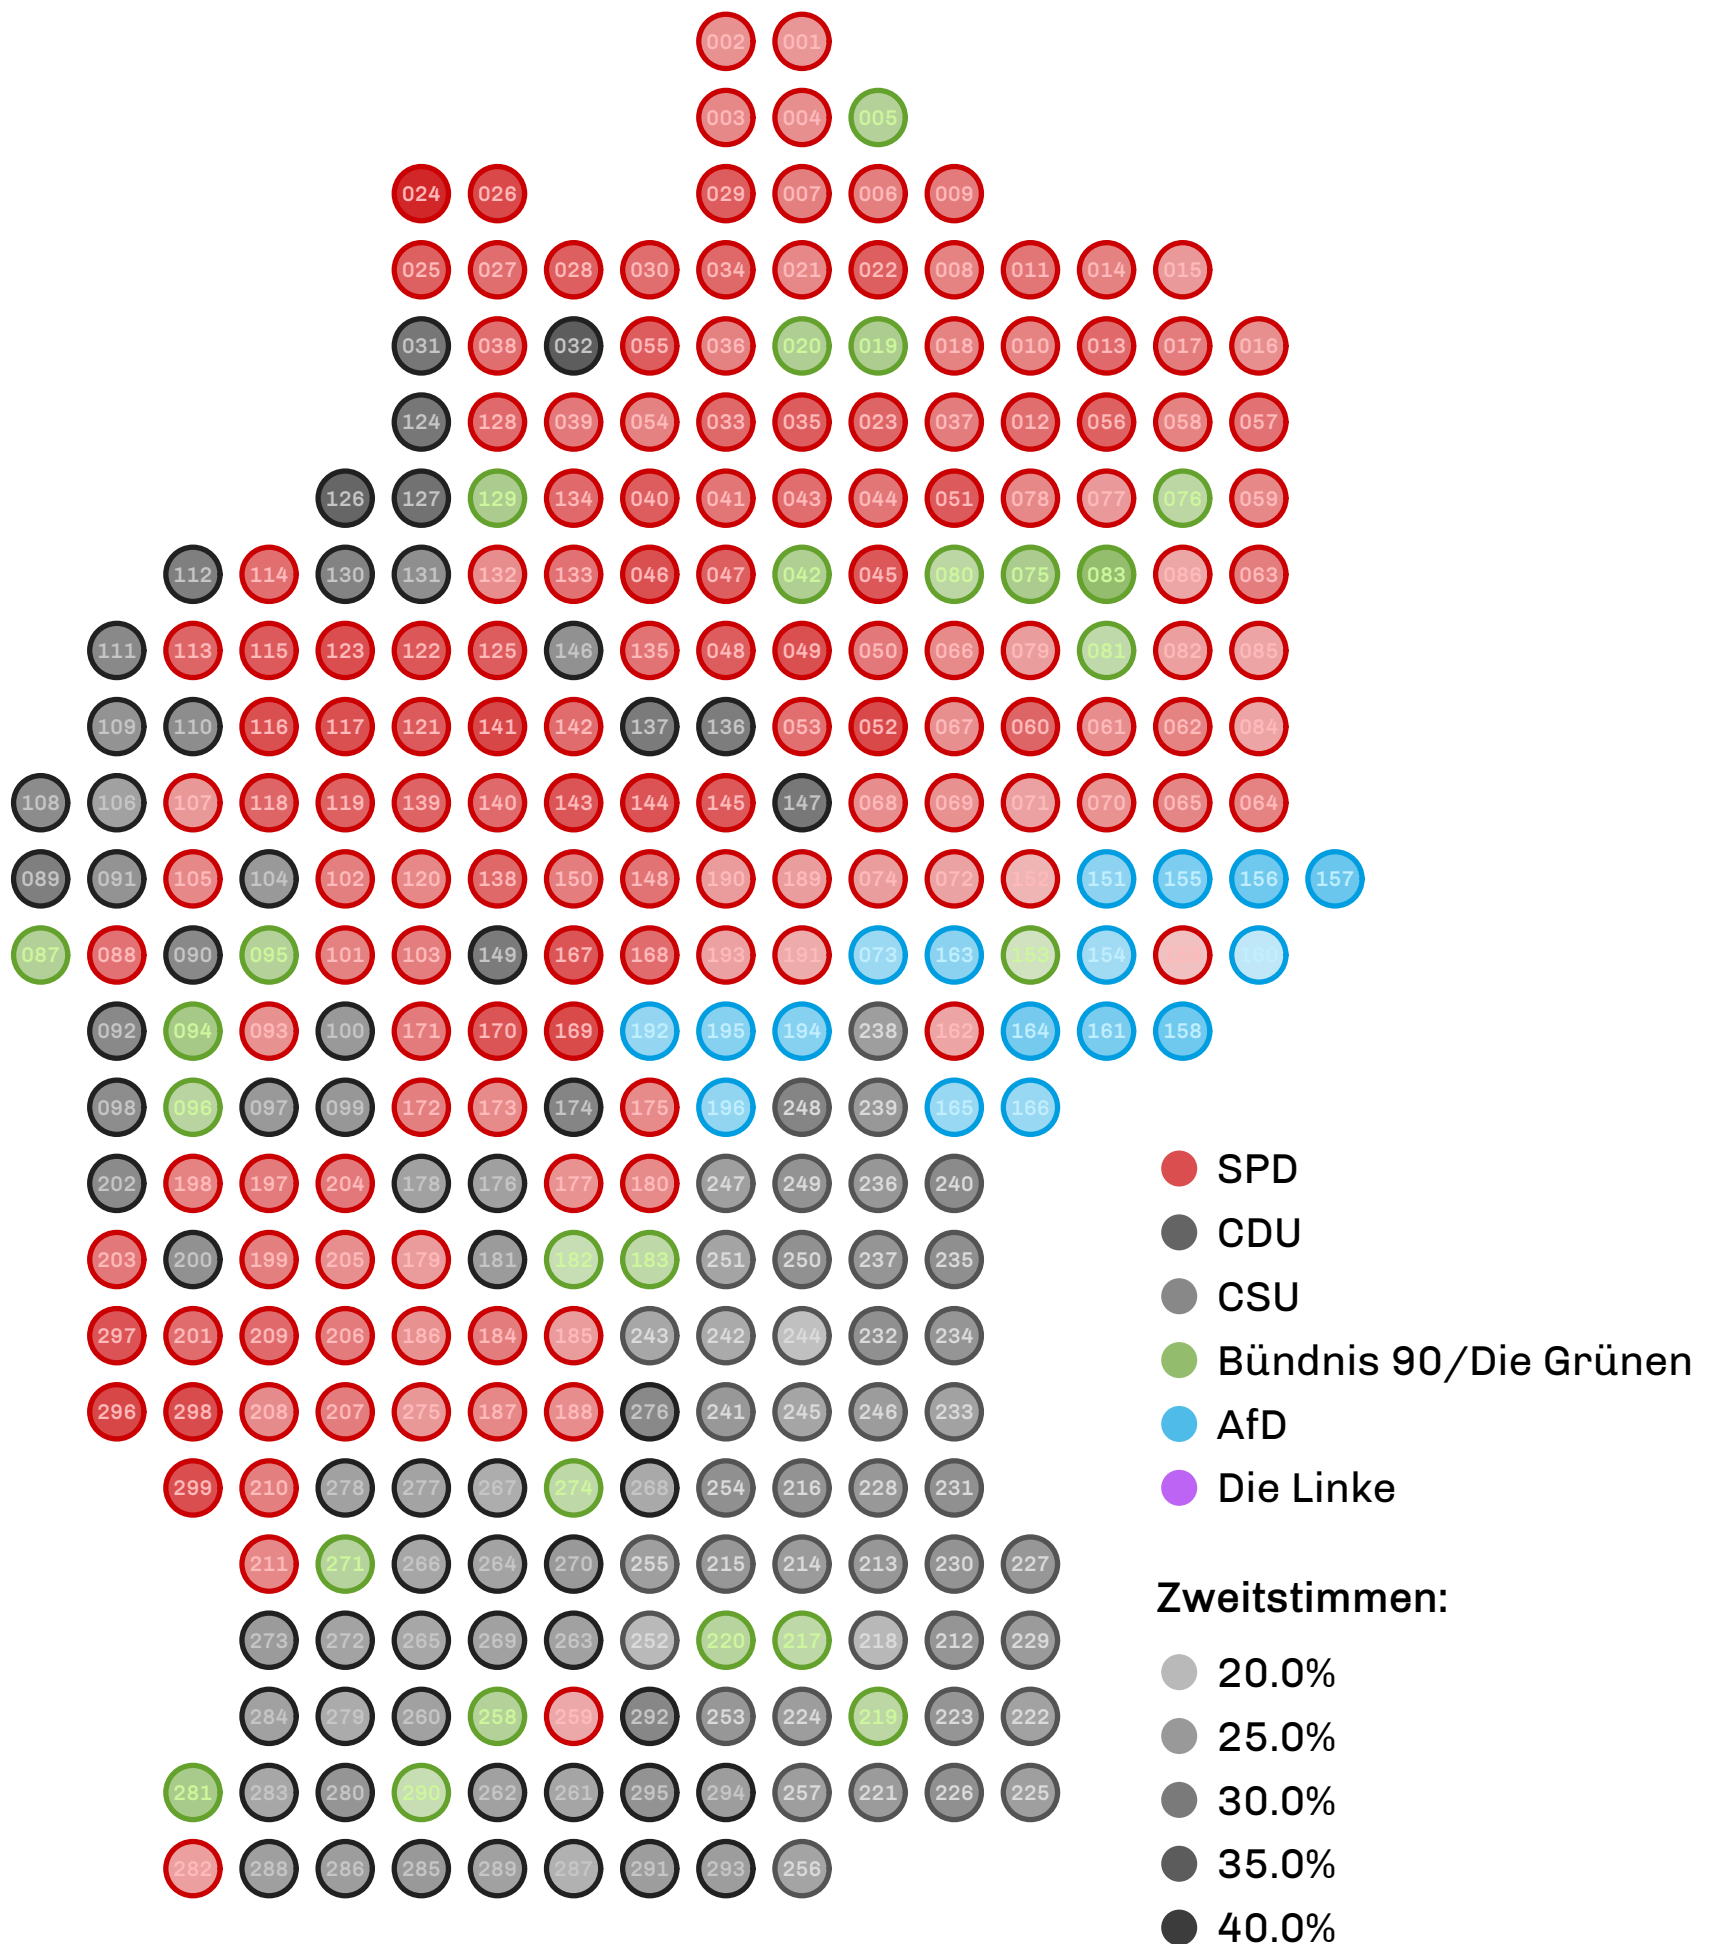 002 001
003 004 005
024 026 029 007 006 009
025 027 028 030 034 021 022 008 011 014 015
031 038 032 055 036 020 019 018 010 013 017 016
124 128 039 054 033 035 023 037 012 056 058 057
126 127 129 134 040 041 043 044 051 078 077 076 059
112 114 130 131 132 133 046 047 042 045 080 075 083 086 063
111 113 115 123 122 125 146 135 048 049 050 066 079 081 082 085
109 110 116 117 121 141 142 137 136 053 052 067 060 061 062 084
108 106 107 118 119 139 140 143 144 145 147 068 069 071 070 065 064
089 091 105 104 102 120 138 150 148 190 189 074 072 152 151 155 156 157
087 088 090 095 101 103 149 167 168 193 191 073 163 153 154
092 094 093 100 171 170 169 192 195 194 238 162 164 161 158
098 096 097 099 172 173 174 175 196 248 239 165 166
202 198 197 204 178 176 177 180 247 249 236 240
SPD
203 200 199 205 179 181 182 183 251 250 237 235
CDU
297 201 209 206 186 184 185 243 242 244 232 234
CSU
Bündnis 90/Die Grünen
296 298 208 207 275 187 188 276 241 245 246 233
AfD
299 210 278 277 267 274 268 254 216 228 231
Die Linke
211 271 266 264 270 255 215 214 213 230 227
Zweitstimmen:
273 272 265 269 263 252 220 217 218 212 229
20.0%
284 279 260 258 259 292 253 224 219 223 222
25.0%
281 283 280 290 262 261 295 294 257 221 226 225
30.0%
282 288 286 285 289 287 291 293 256
35.0%
40.0%